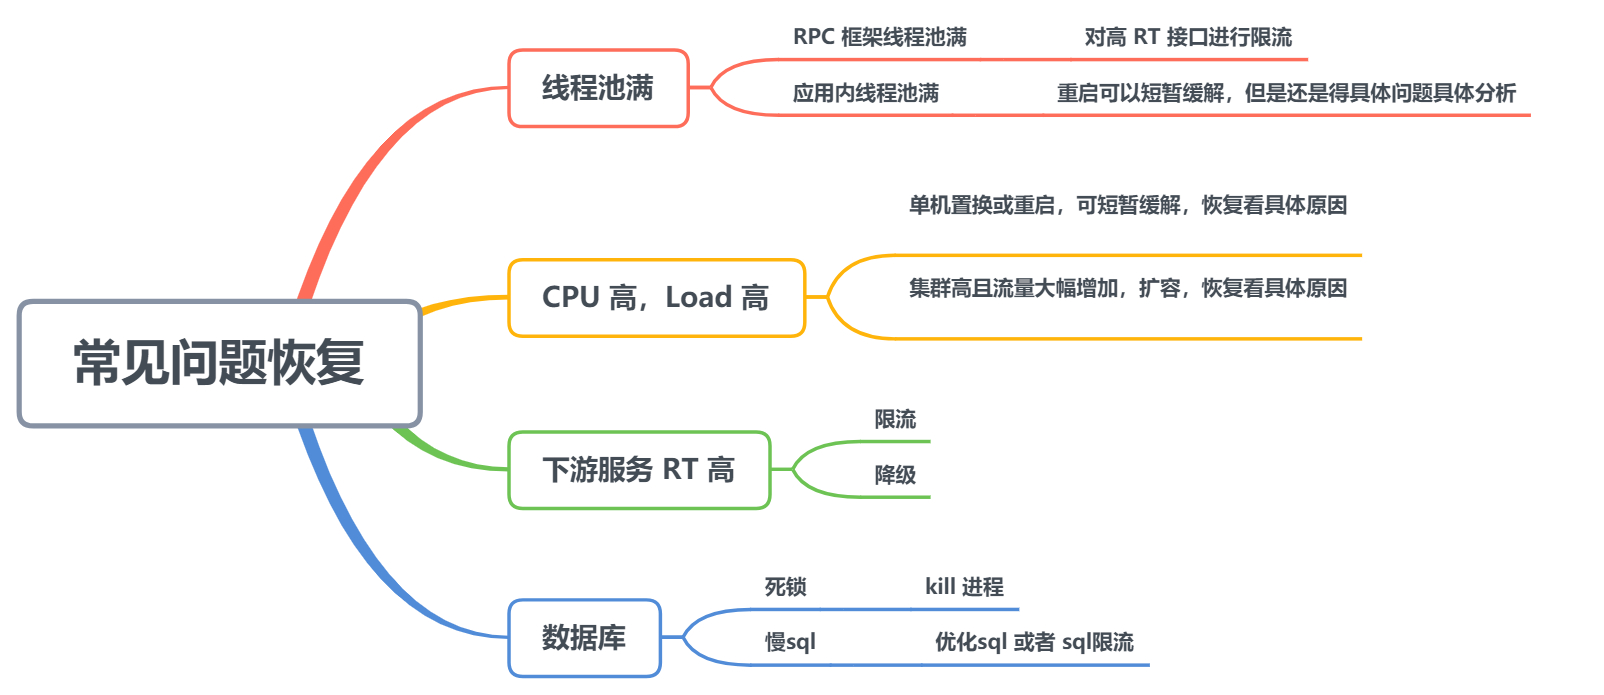 常见问题恢复
线程池满
RPC 框架线程池满
对高 RT 接口进行限流
应用内线程池满
重启可以短暂缓解，但是还是得具体问题具体分析
CPU 高，Load 高
单机置换或重启，可短暂缓解，恢复看具体原因
集群高且流量大幅增加，扩容，恢复看具体原因
下游服务 RT 高
限流
降级
数据库
死锁
kill 进程
慢sql
优化sql 或者 sql限流